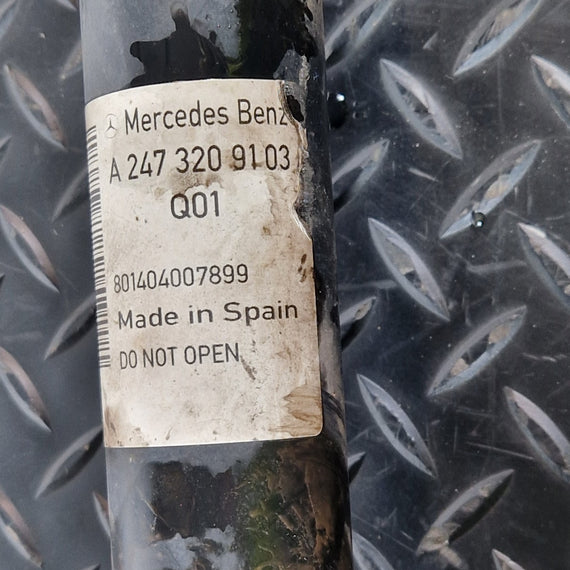 Mercedes Benz
A 247 320 91 03
Q01
801404007899
Made in Spain
DO NOT OPEN